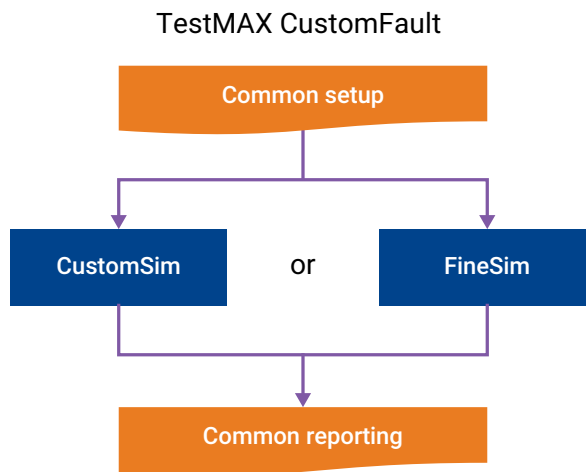 TestMAX CustomFault
Common setup
CustomSim
or
FineSim
Common reporting